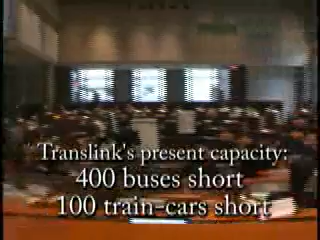 Translink's present capacity:
400 buses short
100 train-cars short